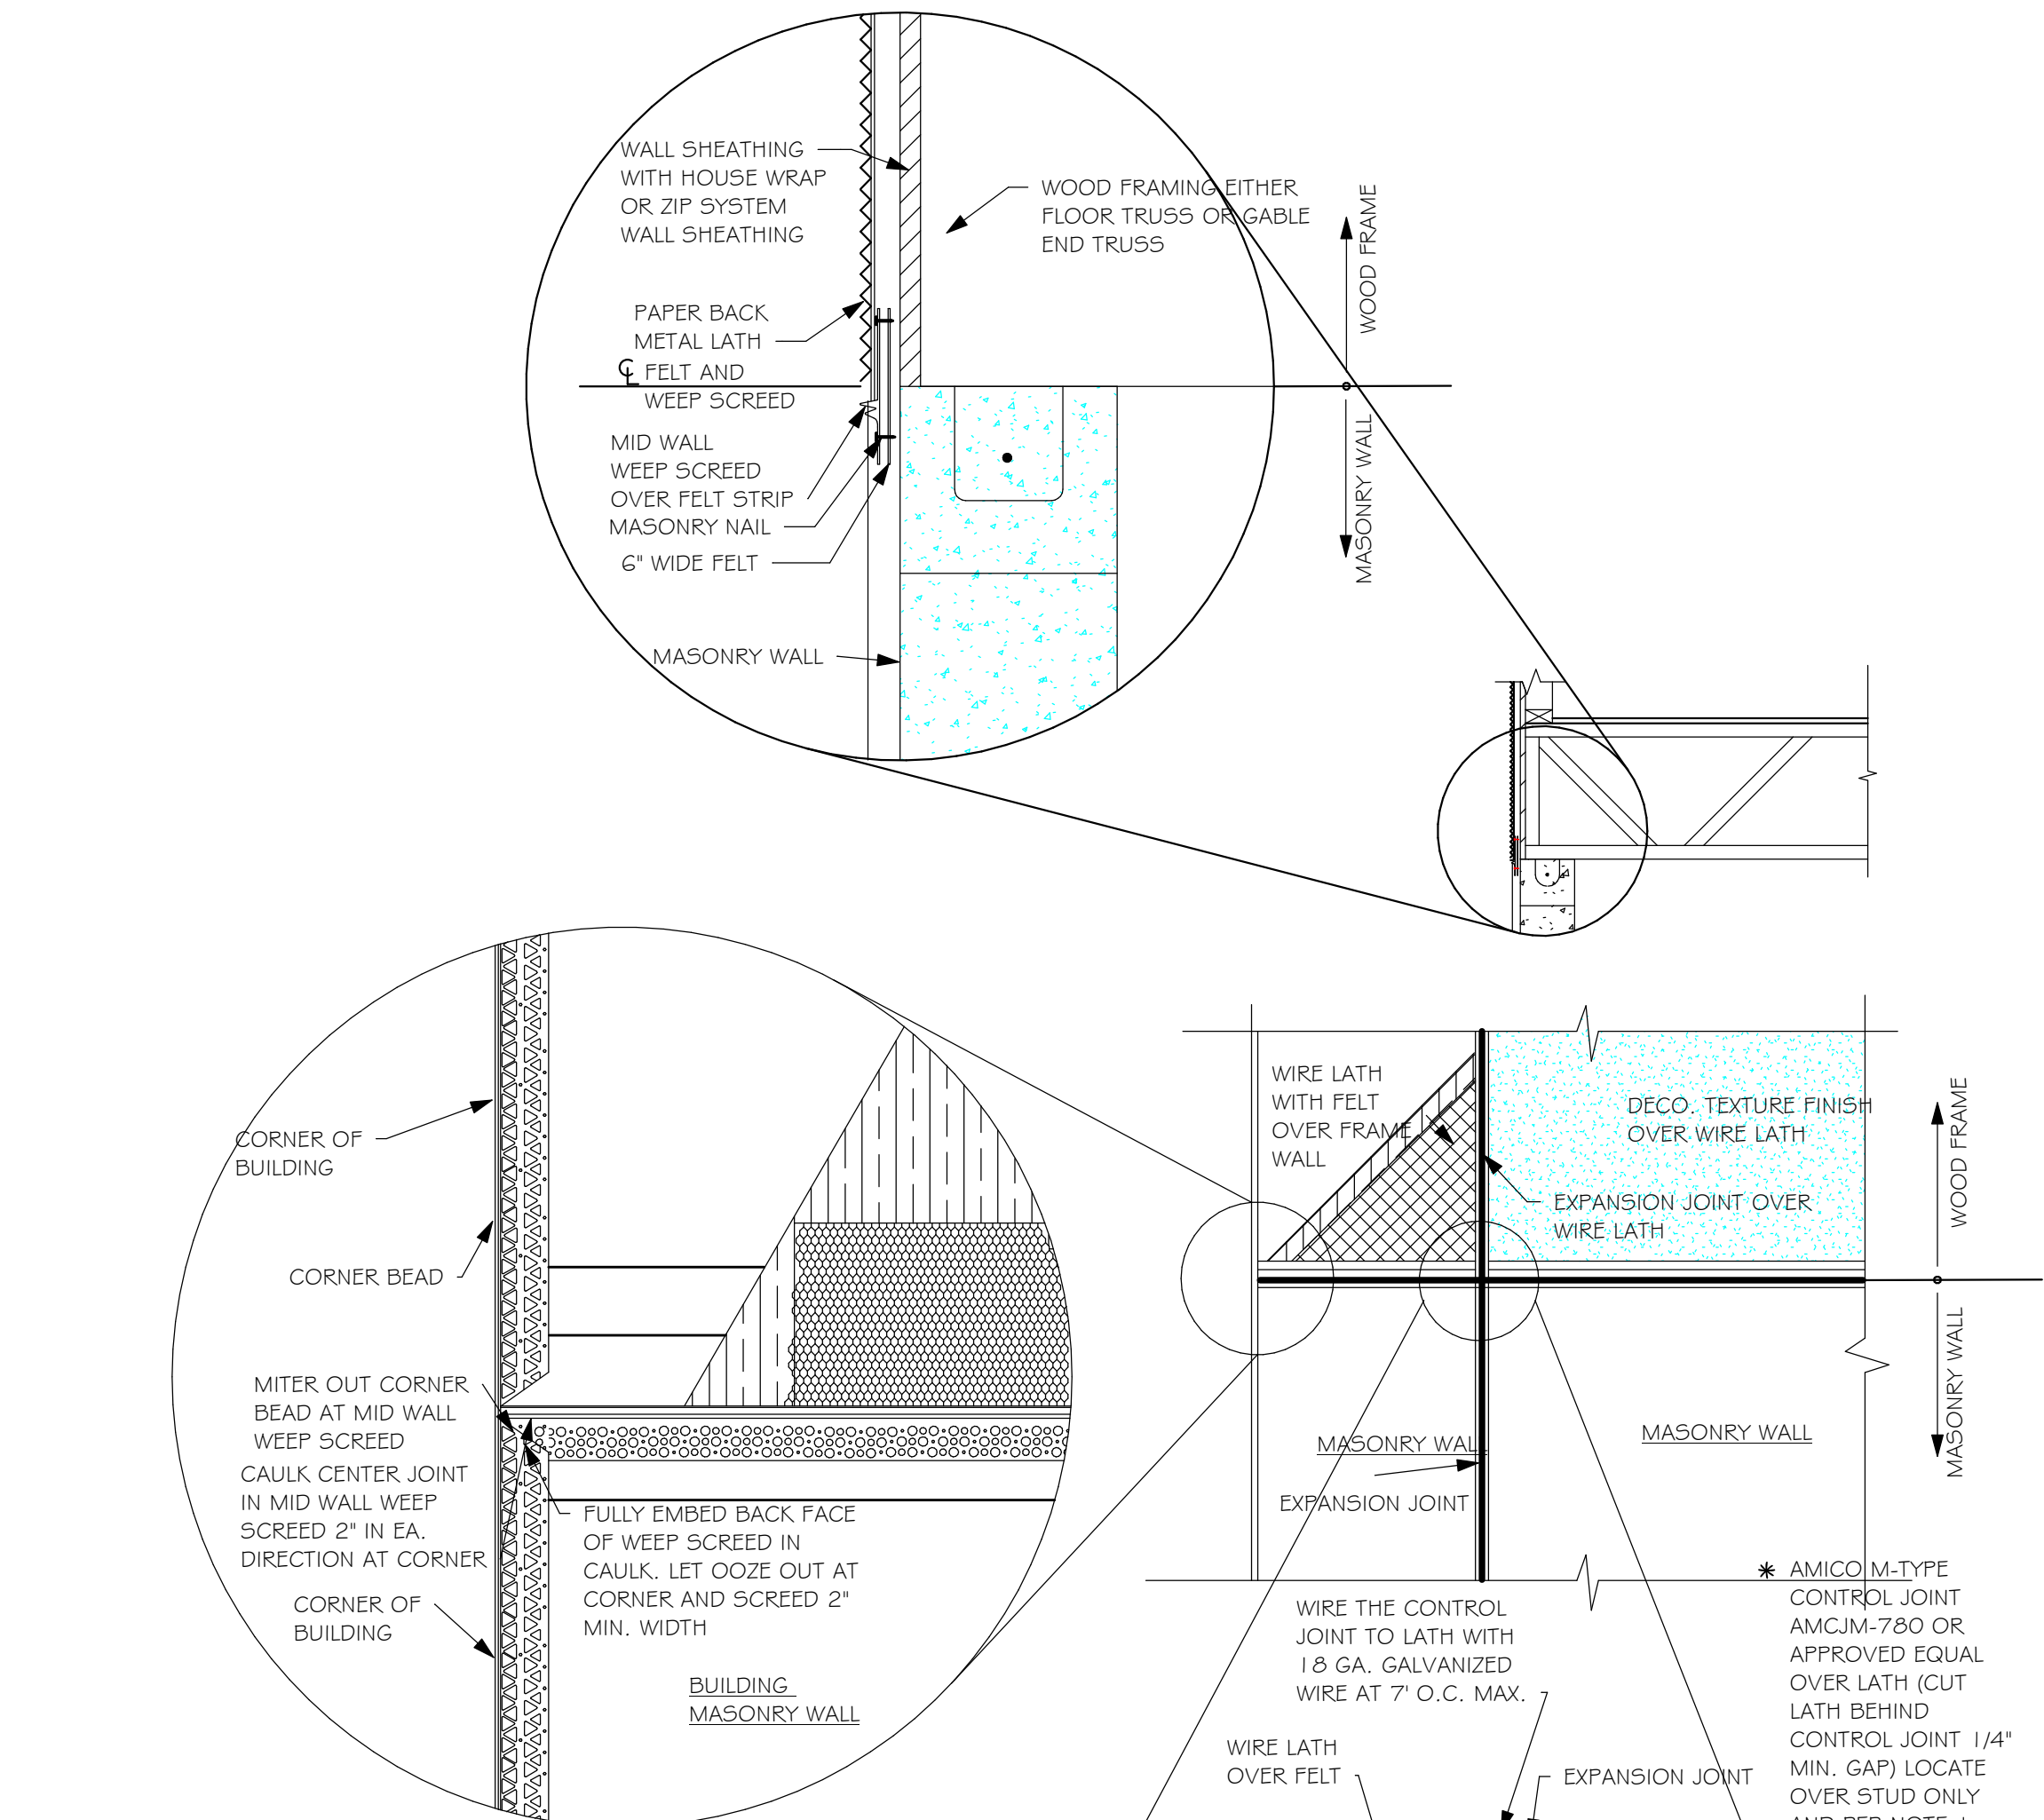 WALL SHEATHING
WITH HOUSE WRAP
OR ZIP SYSTEM
WALL SHEATHING
WOOD FRAMING EITHER
FLOOR TRUSS OR GABLE
END TRUSS
WOOD FRAME
MASONRY WALL
PAPER BACK
METAL LATH
℄ FELT AND
WEEP SCREED
MID WALL
WEEP SCREED
OVER FELT STRIP
MASONRY NAIL
6" WIDE FELT
MASONRY WALL
CORNER OF
BUILDING
CORNER BEAD
MITER OUT CORNER
BEAD AT MID WALL
WEEP SCREED
CAULK CENTER JOINT
IN MID WALL WEEP
SCREED 2" IN EA.
DIRECTION AT CORNER
CORNER OF
BUILDING
FULLY EMBED BACK FACE
OF WEEP SCREED IN
CAULK. LET OOZE OUT AT
CORNER AND SCREED 2"
MIN. WIDTH
BUILDING
MASONRY WALL
WIRE LATH
WITH FELT
OVER FRAME
WALL
DECO. TEXTURE FINISH
OVER WIRE LATH
EXPANSION JOINT OVER
WIRE LATH
WOOD FRAME
MASONRY WALL
MASONRY WALL
EXPANSION JOINT
MASONRY WALL
WIRE THE CONTROL
JOINT TO LATH WITH
18 GA. GALVANIZED
WIRE AT 7' O.C. MAX.
WIRE LATH
OVER FELT
EXPANSION JOINT
* AMICO M-TYPE
CONTROL JOINT
AMCJM-780 OR
APPROVED EQUAL
OVER LATH (CUT
LATH BEHIND
CONTROL JOINT 1/4"
MIN. GAP) LOCATE
OVER STUD ONLY
AND PER NOTE